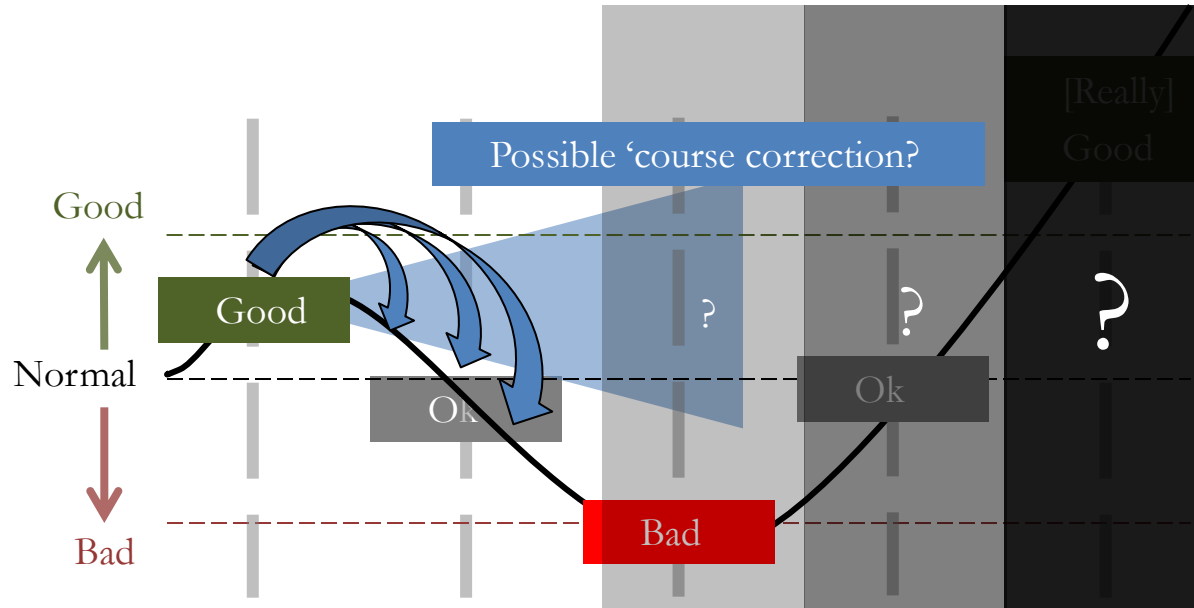 [Really]
Good
Possible ‘course correction?
Good
Good
?
?
?
Normal
Ok
Ok
Bad
Bad